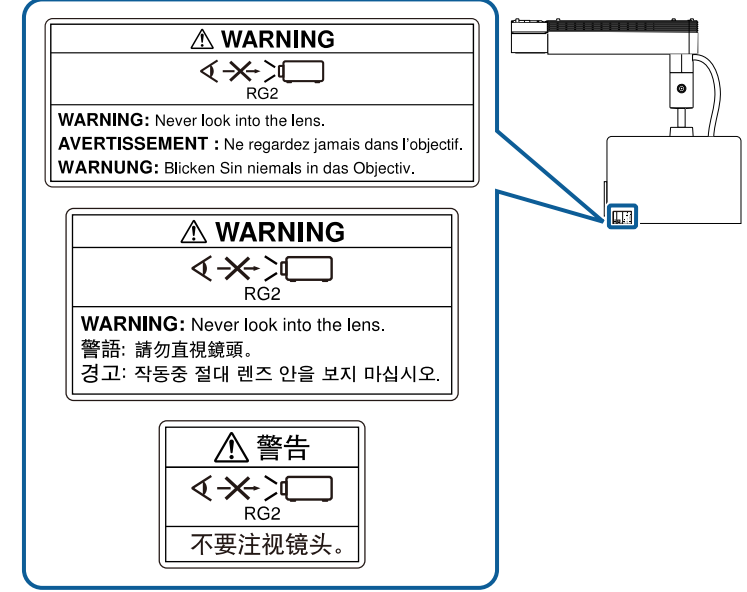 WARNING
RG2
WARNING: Never look into the lens.
AVERTISSEMENT : Ne regardez jamais dans l'objectif.
WARNUNG: Blicken Sin niemals in das Objectiv.
WARNING
RG2
WARNING: Never look into the lens.
警語: 請勿直視鏡頭。
경고: 작동중 절대 렌즈 안을 보지 마십시오.
警告
RG2
不要注视镜头。